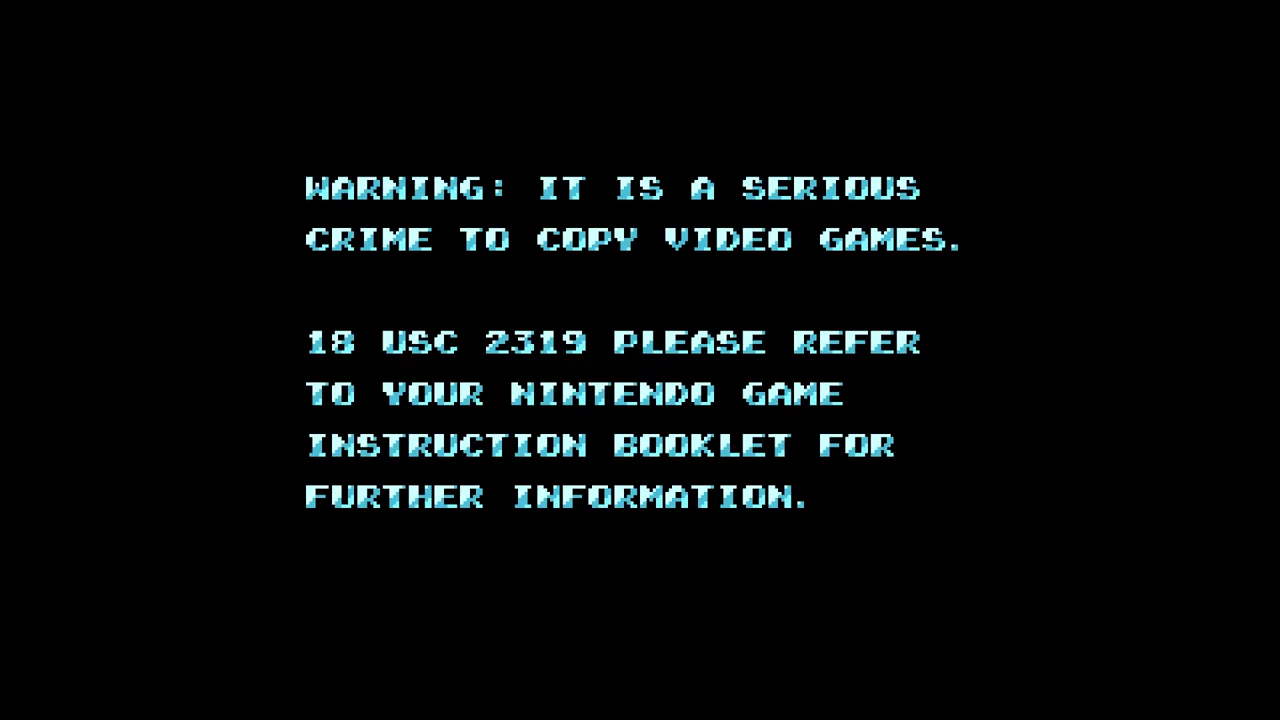 WARNING: IT IS A SERIOUS
CRIME TO COPY VIDEO GAMES.
18 USC 2319 PLEASE REFER
TO YOUR NINTENDO GAME
INSTRUCTION BOOKLET FOR
FURTHER INFORMATION.